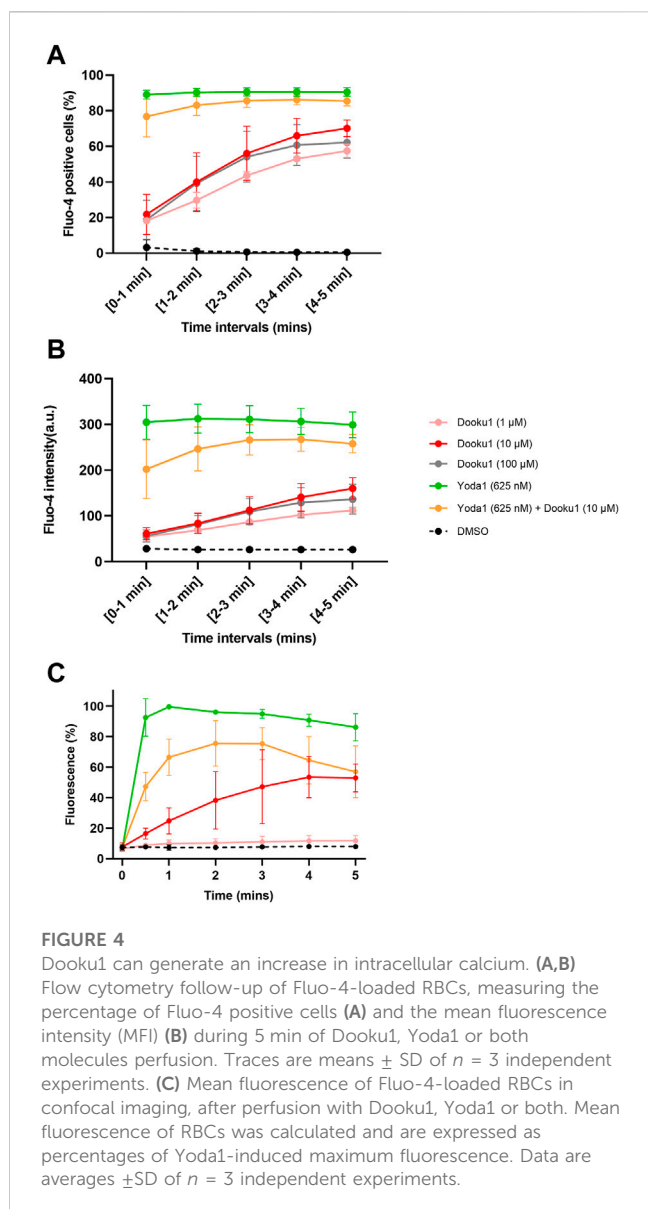 A
Fluo-4 positive cells (%)
100
80
60
40
20
0
[0-1 min]
[1-2 min]
[2-3 min]
[3-4 min]
[4-5 min]
Time intervals (mins)
B
Fluo-4 intensity(a.u.)
400
300
200
100
0
[0-1 min]
[1-2 min]
[2-3 min]
[3-4 min]
[4-5 min]
Time intervals (mins)
Dooku1 (1 µM)
Dooku1 (10 µM)
Dooku1 (100 µM)
Yoda1 (625 nM)
Yoda1 (625 nM) + Dooku1 (10 µM)
DMSO
C
Fluorescence (%)
100
80
60
40
20
0
0 1 2 3 4 5
Time (mins)
FIGURE 4
Dooku1 can generate an increase in intracellular calcium. (A,B)
Flow cytometry follow-up of Fluo-4-loaded RBCs, measuring the
percentage of Fluo-4 positive cells (A) and the mean fluorescence
intensity (MFI) (B) during 5 min of Dooku1, Yoda1 or both
molecules perfusion. Traces are means ± SD of n = 3 independent
experiments. (C) Mean fluorescence of Fluo-4-loaded RBCs in
confocal imaging, after perfusion with Dooku1, Yoda1 or both. Mean
fluorescence of RBCs was calculated and are expressed as
percentages of Yoda1-induced maximum fluorescence. Data are
averages ±SD of n = 3 independent experiments.